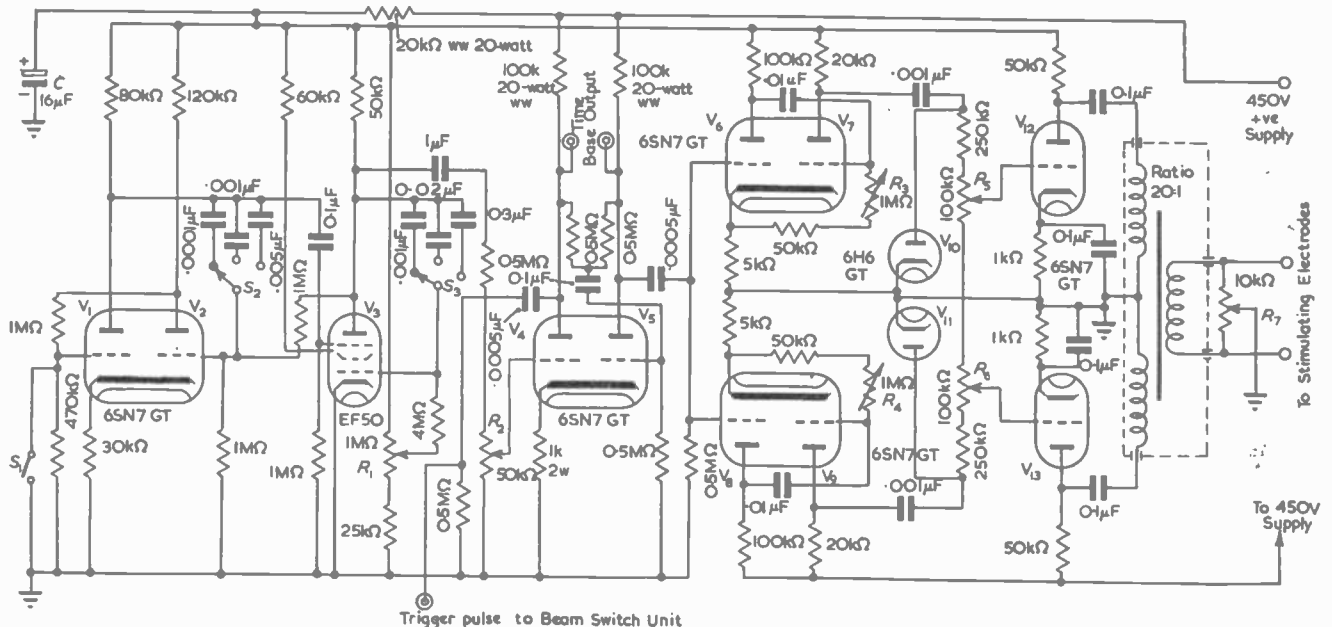 20kΩ ww 20-watt
+
C
16μF
-
80kΩ
120kΩ
60kΩ
50kΩ
100k
20-watt
ww
100k
20-watt
ww
Time
Base Output
1μF
·001μF
·0001μF
·005μF
0·1μF
S2
1MΩ
0·02μF
·001μF
S3
0·3μF
0·5MΩ
0·1μF
·0005μF
0·5MΩ
0·5MΩ
·0005μF
V1
V2
V3
V4
V5
1MΩ
470kΩ
S1
6SN7 GT
30kΩ
1MΩ
1MΩ
EF50
1MΩ
R1
25kΩ
4MΩ
0·5MΩ
R2
50kΩ
6SN7 GT
1k
2w
0·5MΩ
0·5MΩ
Trigger pulse to Beam Switch Unit
100kΩ
20kΩ
·01μF
V6
V7
6SN7 GT
R3
1MΩ
50kΩ
5kΩ
5kΩ
50kΩ
1MΩ
R4
6SN7 GT
V8
V9
·01μF
100kΩ
20kΩ
·001μF
·001μF
V10
6H6
GT
V11
250kΩ
100kΩ
R5
100kΩ
R6
250kΩ
50kΩ
0·1μF
V12
0·1μF
1kΩ
6SN7
GT
1kΩ
0·1μF
V13
0·1μF
50kΩ
450V
+ve
Supply
Ratio
20:1
10kΩ
R7
To Stimulating Electrodes
To 450V
Supply